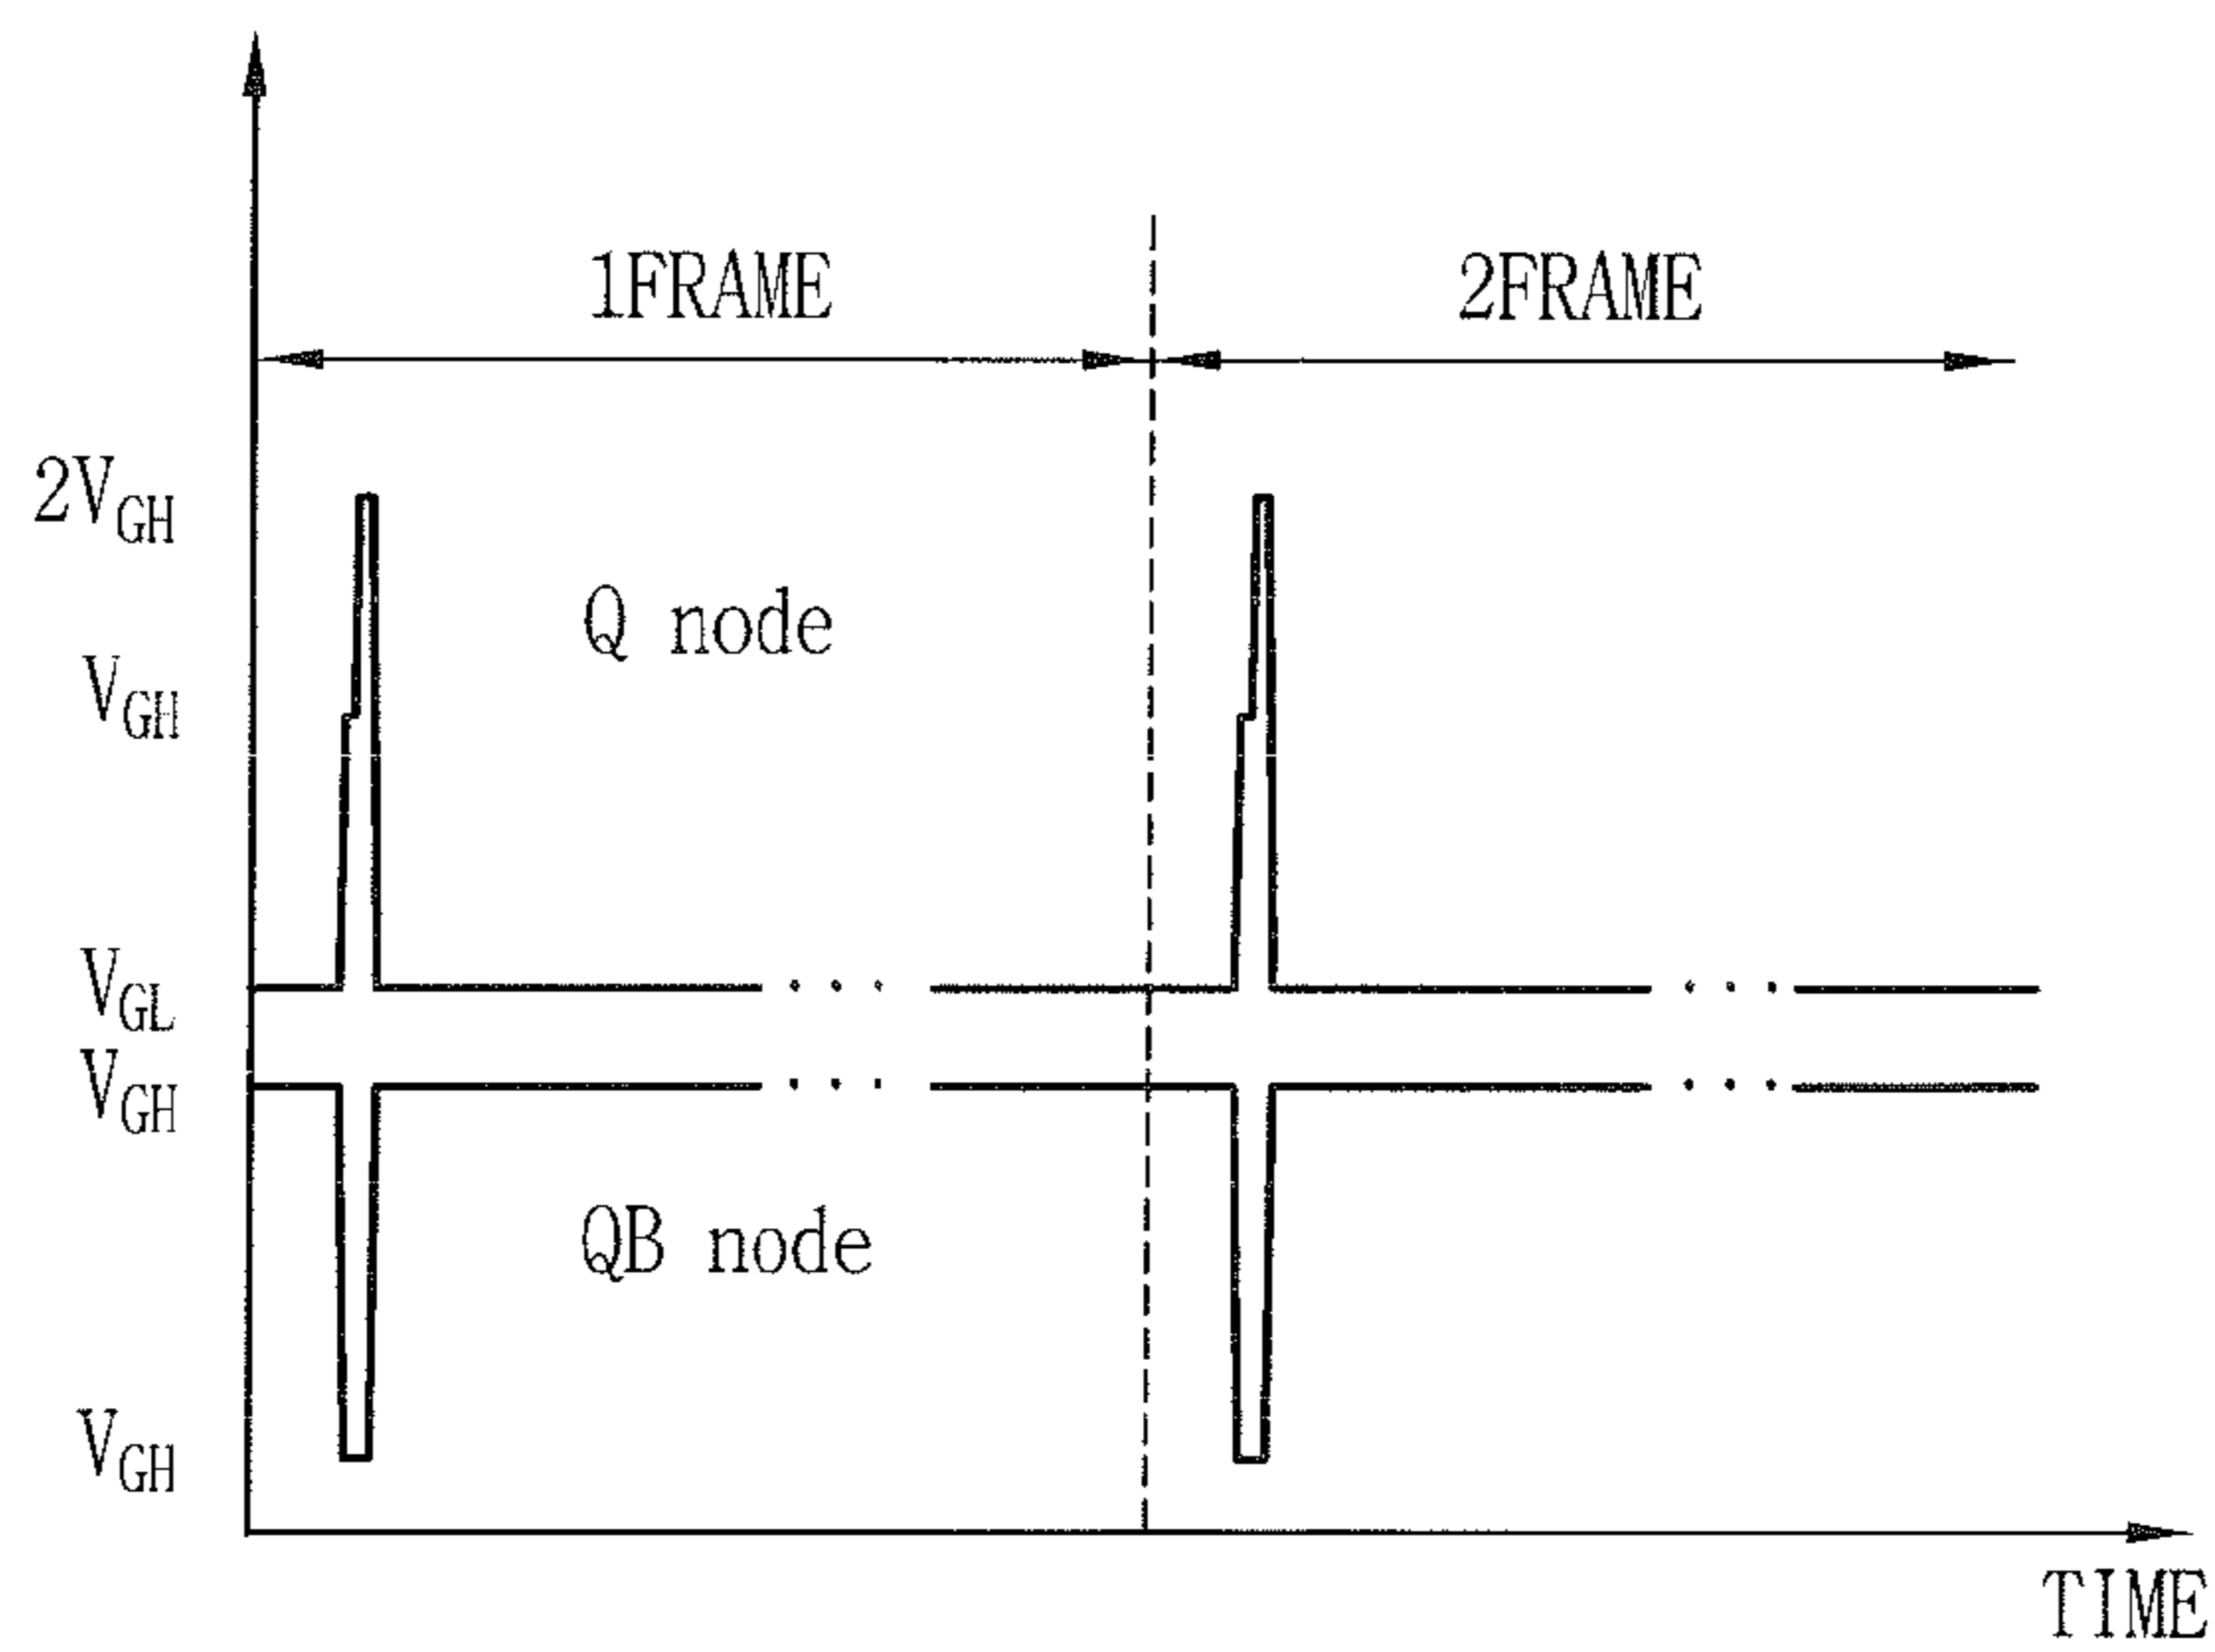 1FRAME 2FRAME
2V_GH
Q node
V_GH
V_GL
V_GH
QB node
V_GH
TIME